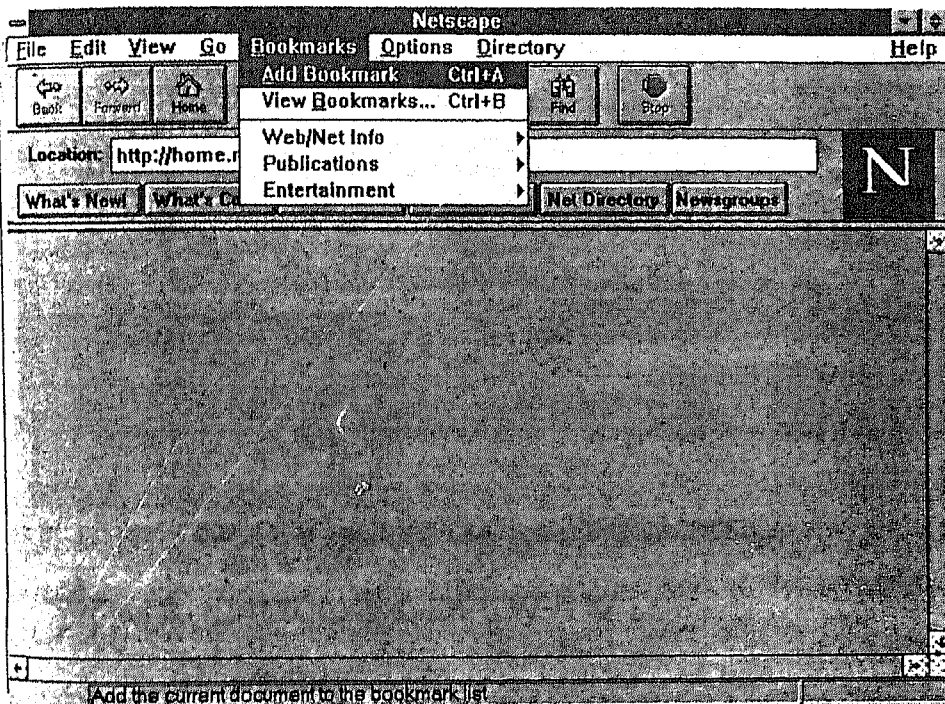 Netscape
File Edit View Go Bookmarks Options Directory Help
Add Bookmark Ctrl+A
View Bookmarks... Ctrl+B
Web/Net Info
Publications
Entertainment
Back Forward Home Find Stop
Location: http://home.
N
What's New! What's Net Directory Newsgroups
Add the current document to the bookmark list